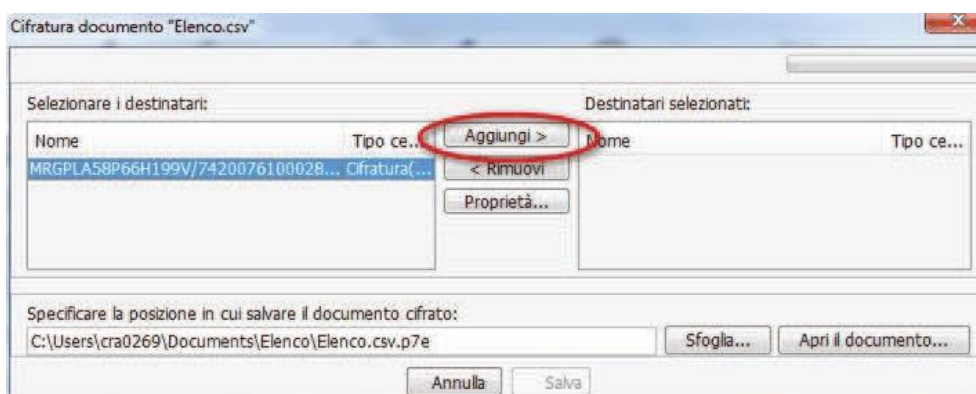 Cifratura documento "Elenco.csv"
Selezionare i destinatari:
Destinatari selezionati:
Nome Tipo ce...
Aggiungi >
Nome Tipo ce...
MRGPLA58P66H199V/7420076100028... Cifratura(...
< Rimuovi
Proprietà...
Specificare la posizione in cui salvare il documento cifrato:
C:\Users\cra0269\Documents\Elenco\Elenco.csv.p7e
Sfoglia...
Apri il documento...
Annulla
Salva